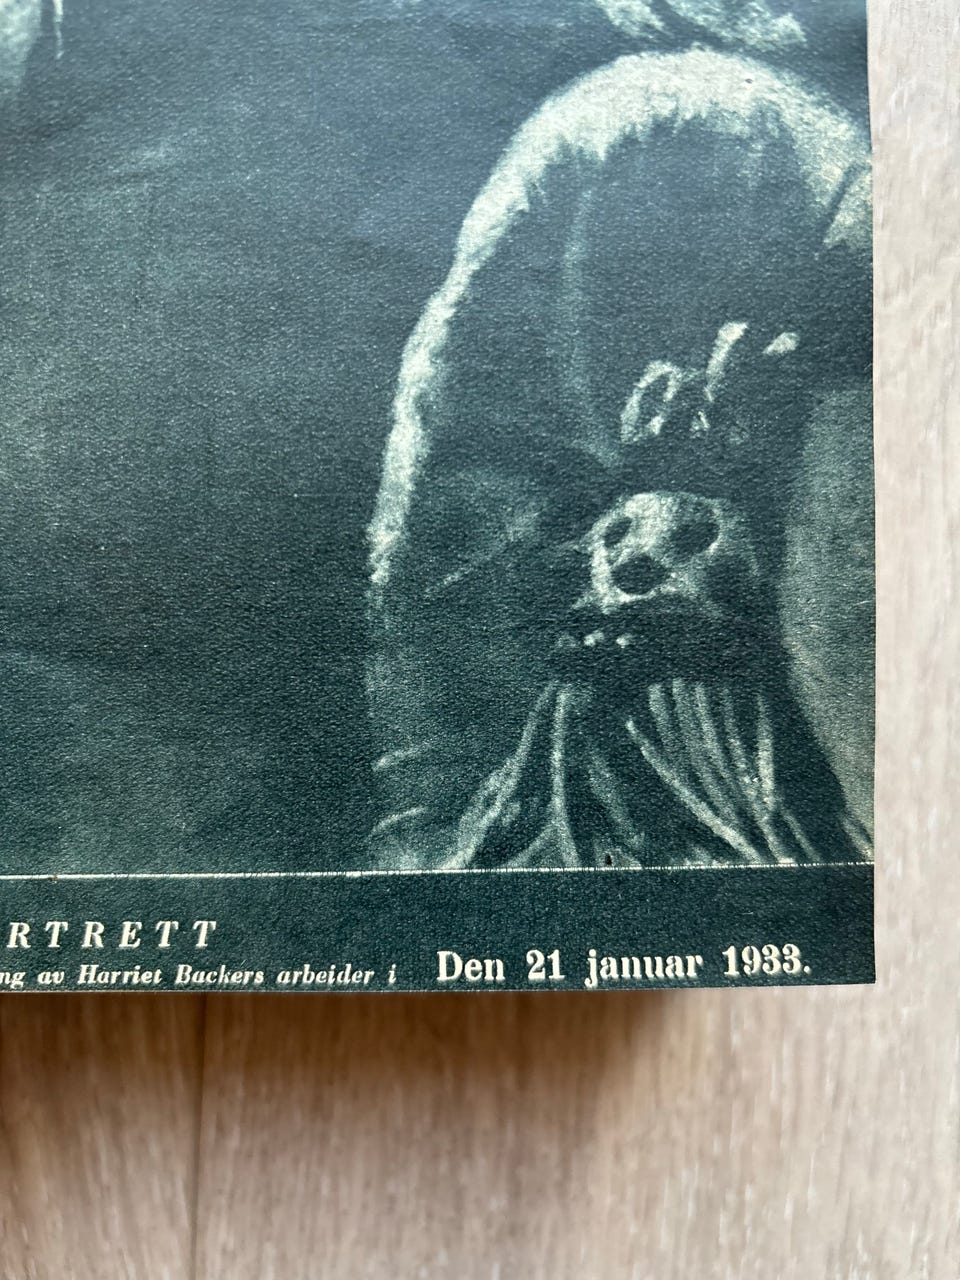 RTRETT
ng av Harriet Backers arbeider i
Den 21 januar 1933.